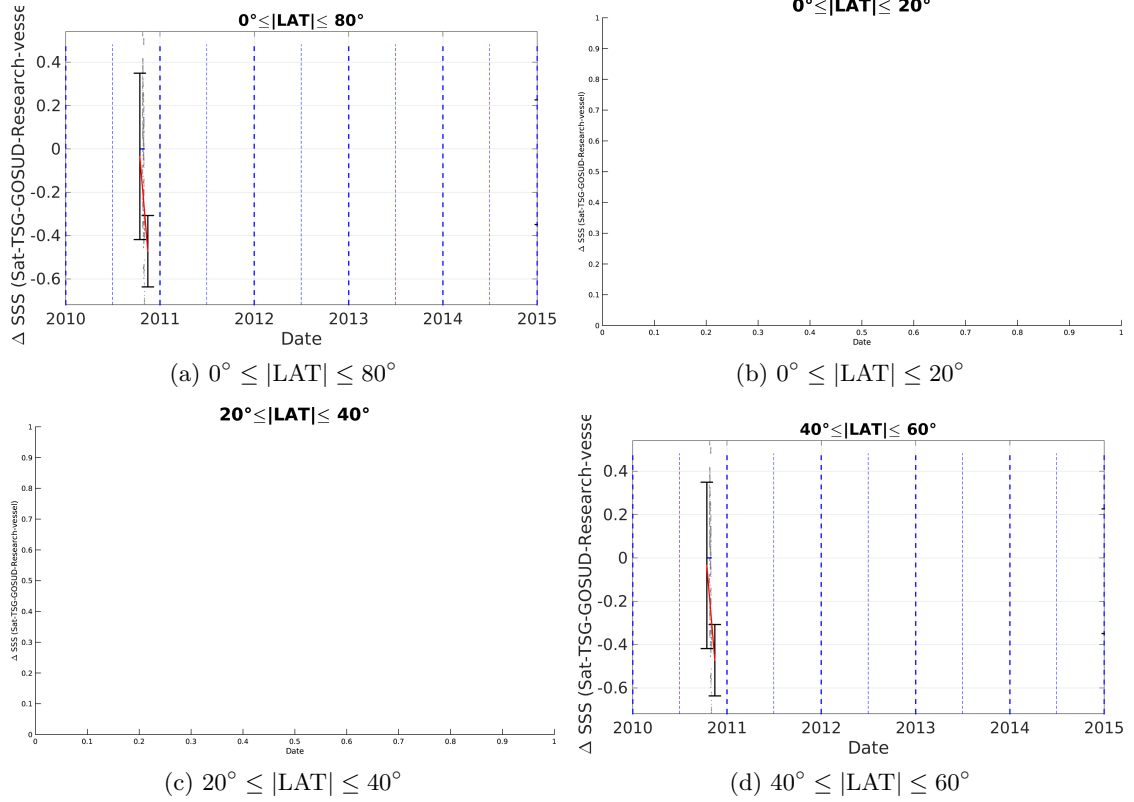 0°≤|LAT|≤ 80°
Δ SSS (Sat-TSG-GOSUD-Research-vesse
0.4
0.2
0
-0.2
-0.4
-0.6
2010 2011 2012 2013 2014 2015
Date
(a) 0° ≤ |LAT| ≤ 80°
0°≤|LAT|≤ 20°
Δ SSS (Sat-TSG-GOSUD-Research-vessel)
1
0.9
0.8
0.7
0.6
0.5
0.4
0.3
0.2
0.1
0
0 0.1 0.2 0.3 0.4 0.5 0.6 0.7 0.8 0.9 1
Date
(b) 0° ≤ |LAT| ≤ 20°
20°≤|LAT|≤ 40°
Δ SSS (Sat-TSG-GOSUD-Research-vessel)
1
0.9
0.8
0.7
0.6
0.5
0.4
0.3
0.2
0.1
0
0 0.1 0.2 0.3 0.4 0.5 0.6 0.7 0.8 0.9 1
Date
(c) 20° ≤ |LAT| ≤ 40°
40°≤|LAT|≤ 60°
Δ SSS (Sat-TSG-GOSUD-Research-vesse
0.4
0.2
0
-0.2
-0.4
-0.6
2010 2011 2012 2013 2014 2015
Date
(d) 40° ≤ |LAT| ≤ 60°